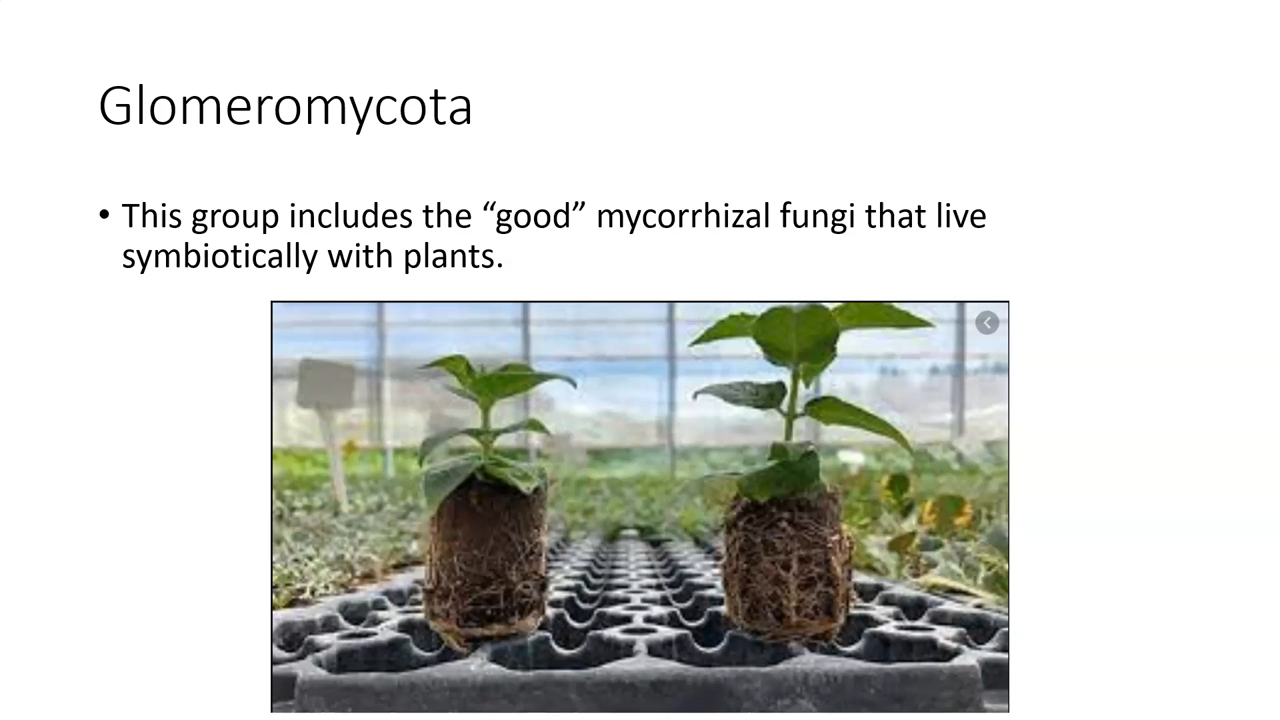 Glomeromycota
• This group includes the “good” mycorrhizal fungi that live
symbiotically with plants.